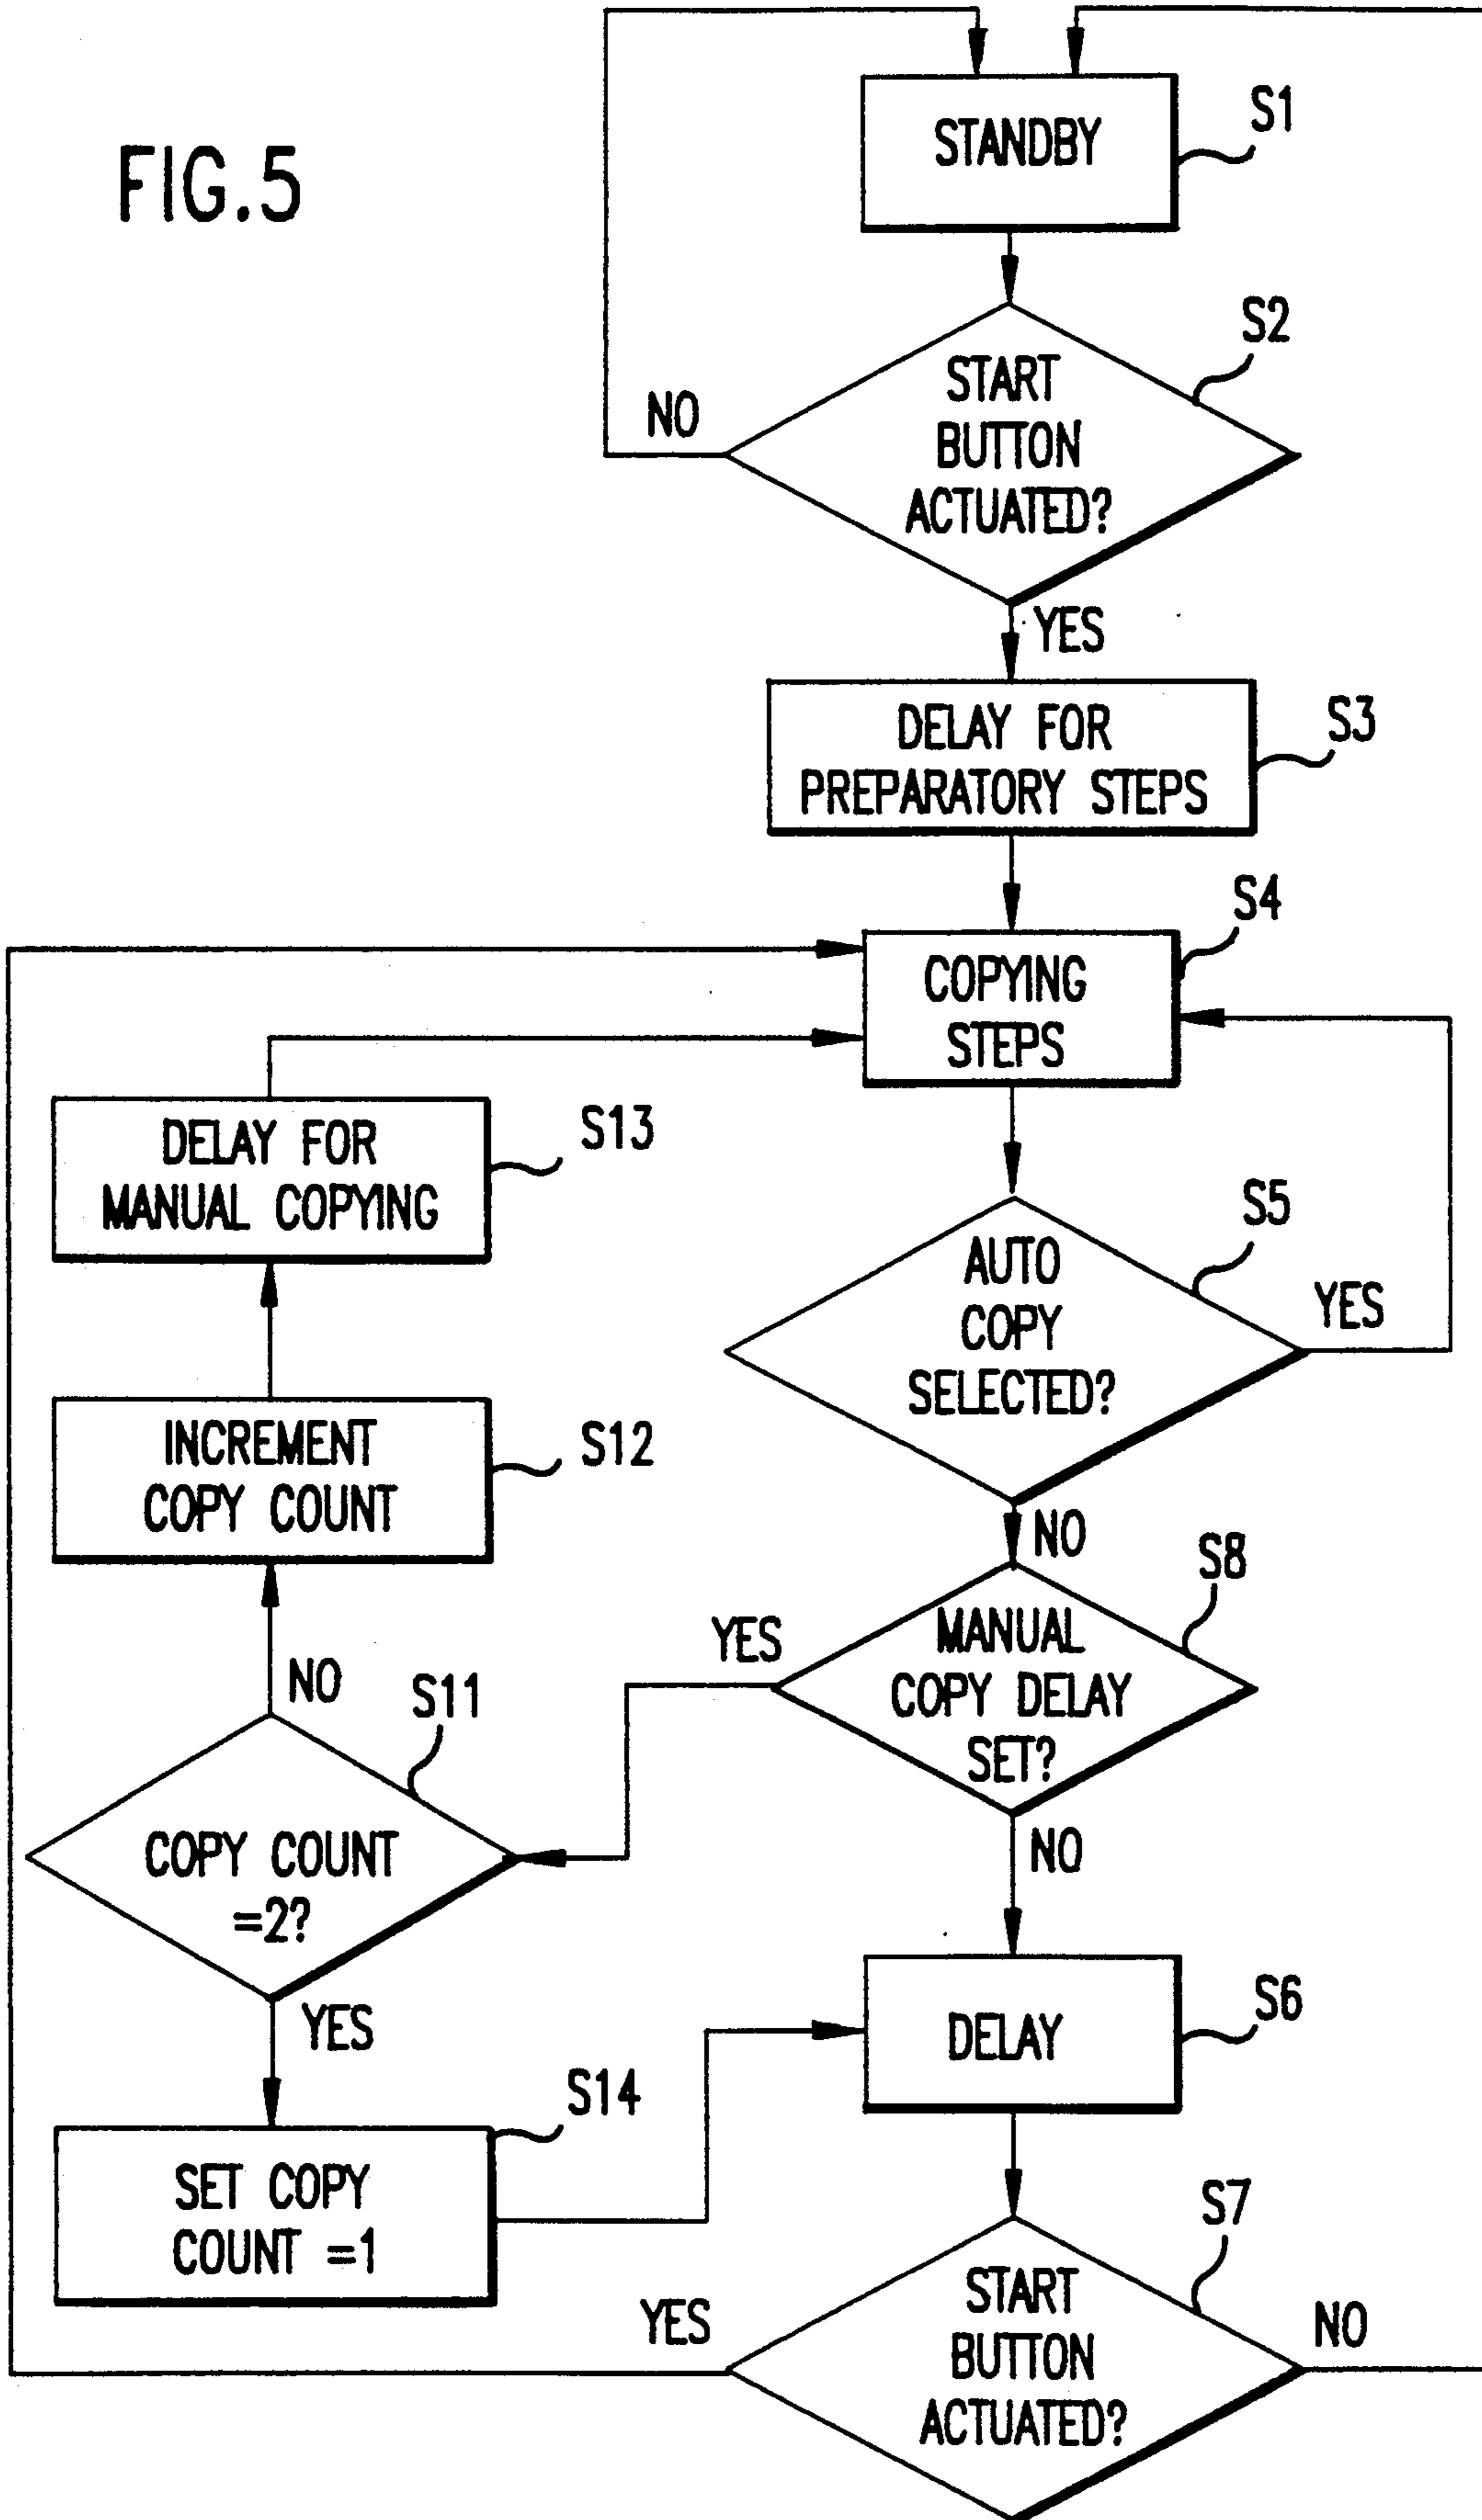 FIG.5
STANDBY
S1
START
BUTTON
ACTUATED?
S2
NO
YES
DELAY FOR
PREPARATORY STEPS
S3
COPYING
STEPS
S4
AUTO
COPY
SELECTED?
S5
YES
NO
MANUAL
COPY DELAY
SET?
S8
YES
NO
COPY COUNT
=2?
S11
NO
YES
INCREMENT
COPY COUNT
S12
DELAY FOR
MANUAL COPYING
S13
SET COPY
COUNT =1
S14
DELAY
S6
START
BUTTON
ACTUATED?
S7
YES
NO